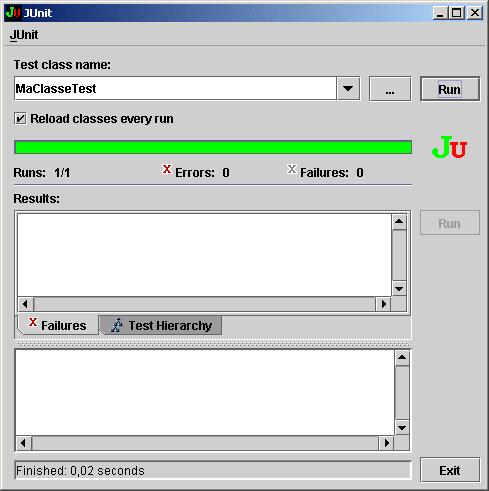 JU JUnit
JUnit
Test class name:
MaClasseTest
...
Run
Reload classes every run
JU
Runs: 1/1
X Errors: 0
X Failures: 0
Results:
Run
X Failures
Test Hierarchy
Finished: 0,02 seconds
Exit